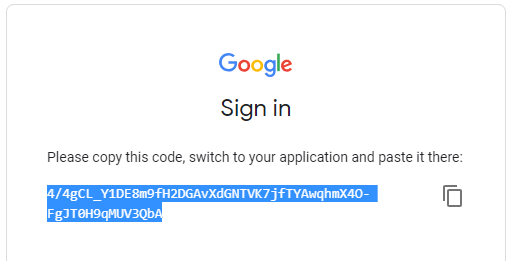 Google
Sign in
Please copy this code, switch to your application and paste it there:
4/4gCL_Y1DE8m9fH2DGAvXdGNTVK7jfTYAwqhmX4O-
FgJT0H9qMUV3QbA